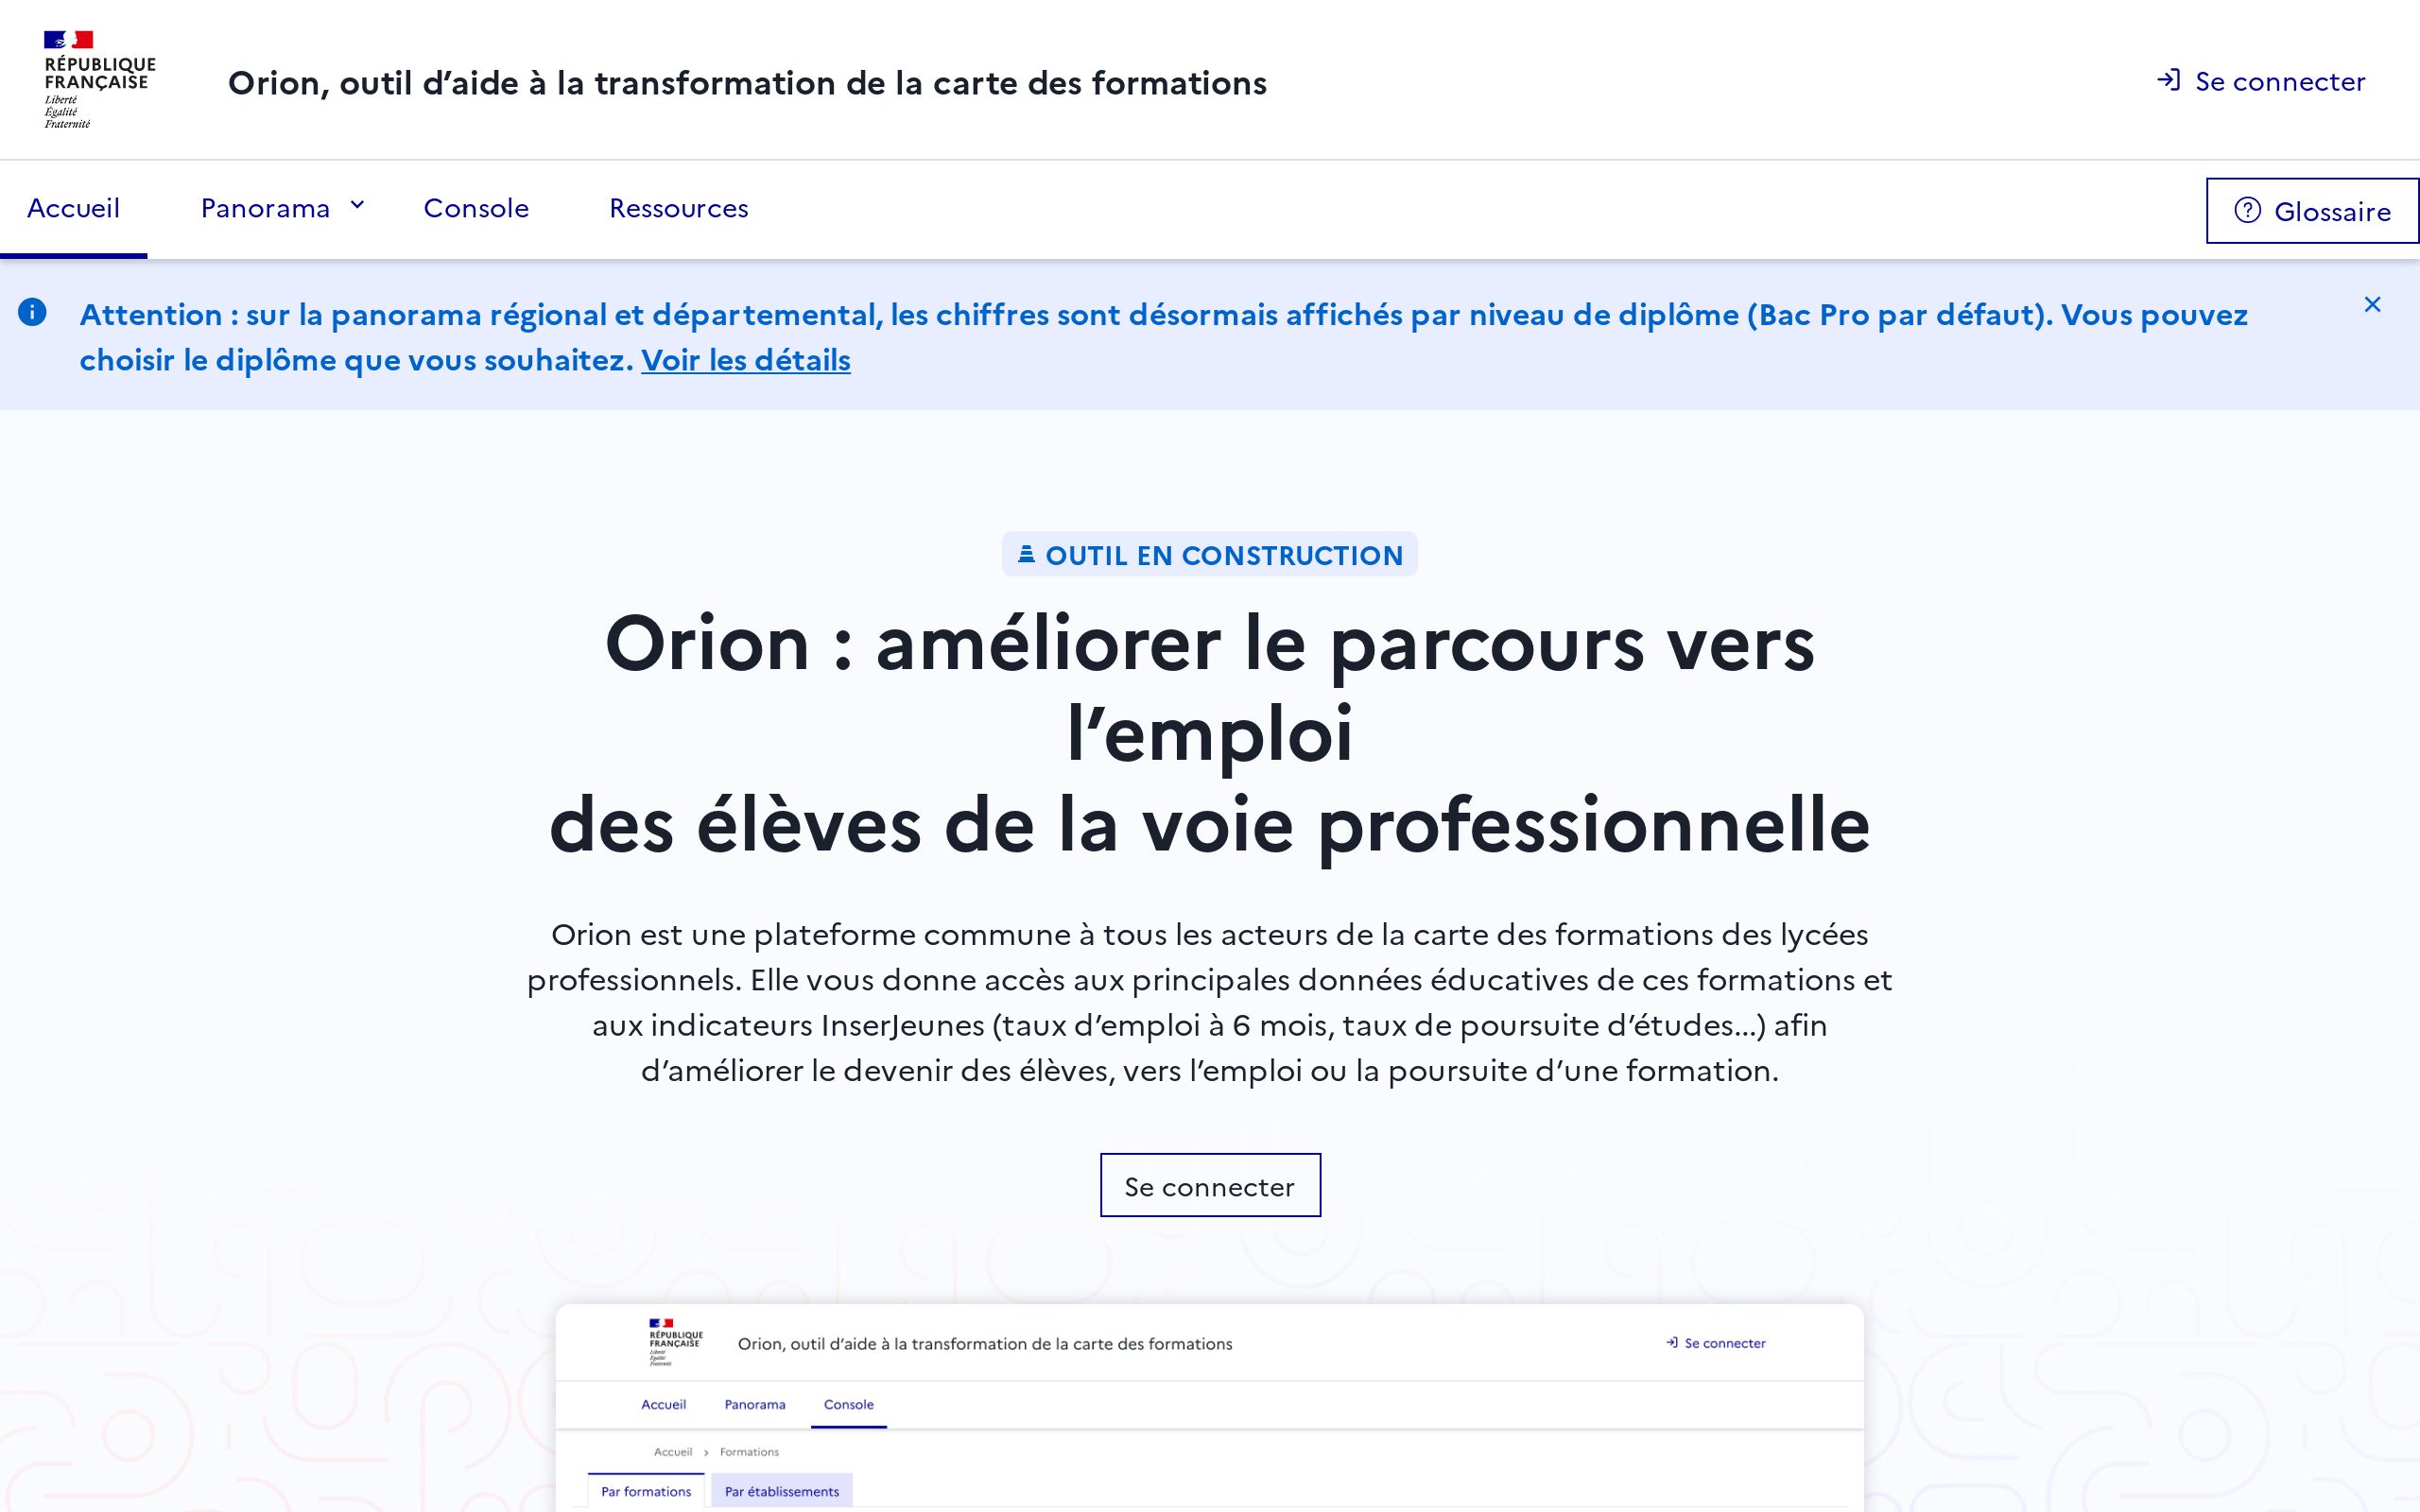 RÉPUBLIQUE
FRANÇAISE
Liberté
Égalité
Fraternité
Orion, outil d’aide à la transformation de la carte des formations
Se connecter
Accueil
Panorama
Console
Ressources
Glossaire
Attention : sur la panorama régional et départemental, les chiffres sont désormais affichés par niveau de diplôme (Bac Pro par défaut). Vous pouvez
choisir le diplôme que vous souhaitez. Voir les détails
OUTIL EN CONSTRUCTION
Orion : améliorer le parcours vers
l’emploi
des élèves de la voie professionnelle
Orion est une plateforme commune à tous les acteurs de la carte des formations des lycées
professionnels. Elle vous donne accès aux principales données éducatives de ces formations et
aux indicateurs InserJeunes (taux d’emploi à 6 mois, taux de poursuite d’études...) afin
d’améliorer le devenir des élèves, vers l’emploi ou la poursuite d’une formation.
Se connecter
RÉPUBLIQUE
FRANÇAISE
Liberté
Égalité
Fraternité
Orion, outil d’aide à la transformation de la carte des formations
Se connecter
Accueil
Panorama
Console
Accueil > Formations
Par formations
Par établissements